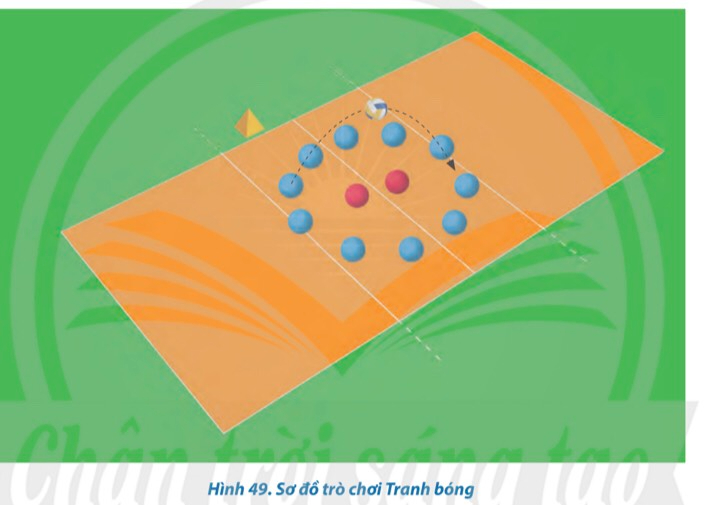 Chân trời sáng tạo
Hình 49. Sơ đồ trò chơi Tranh bóng